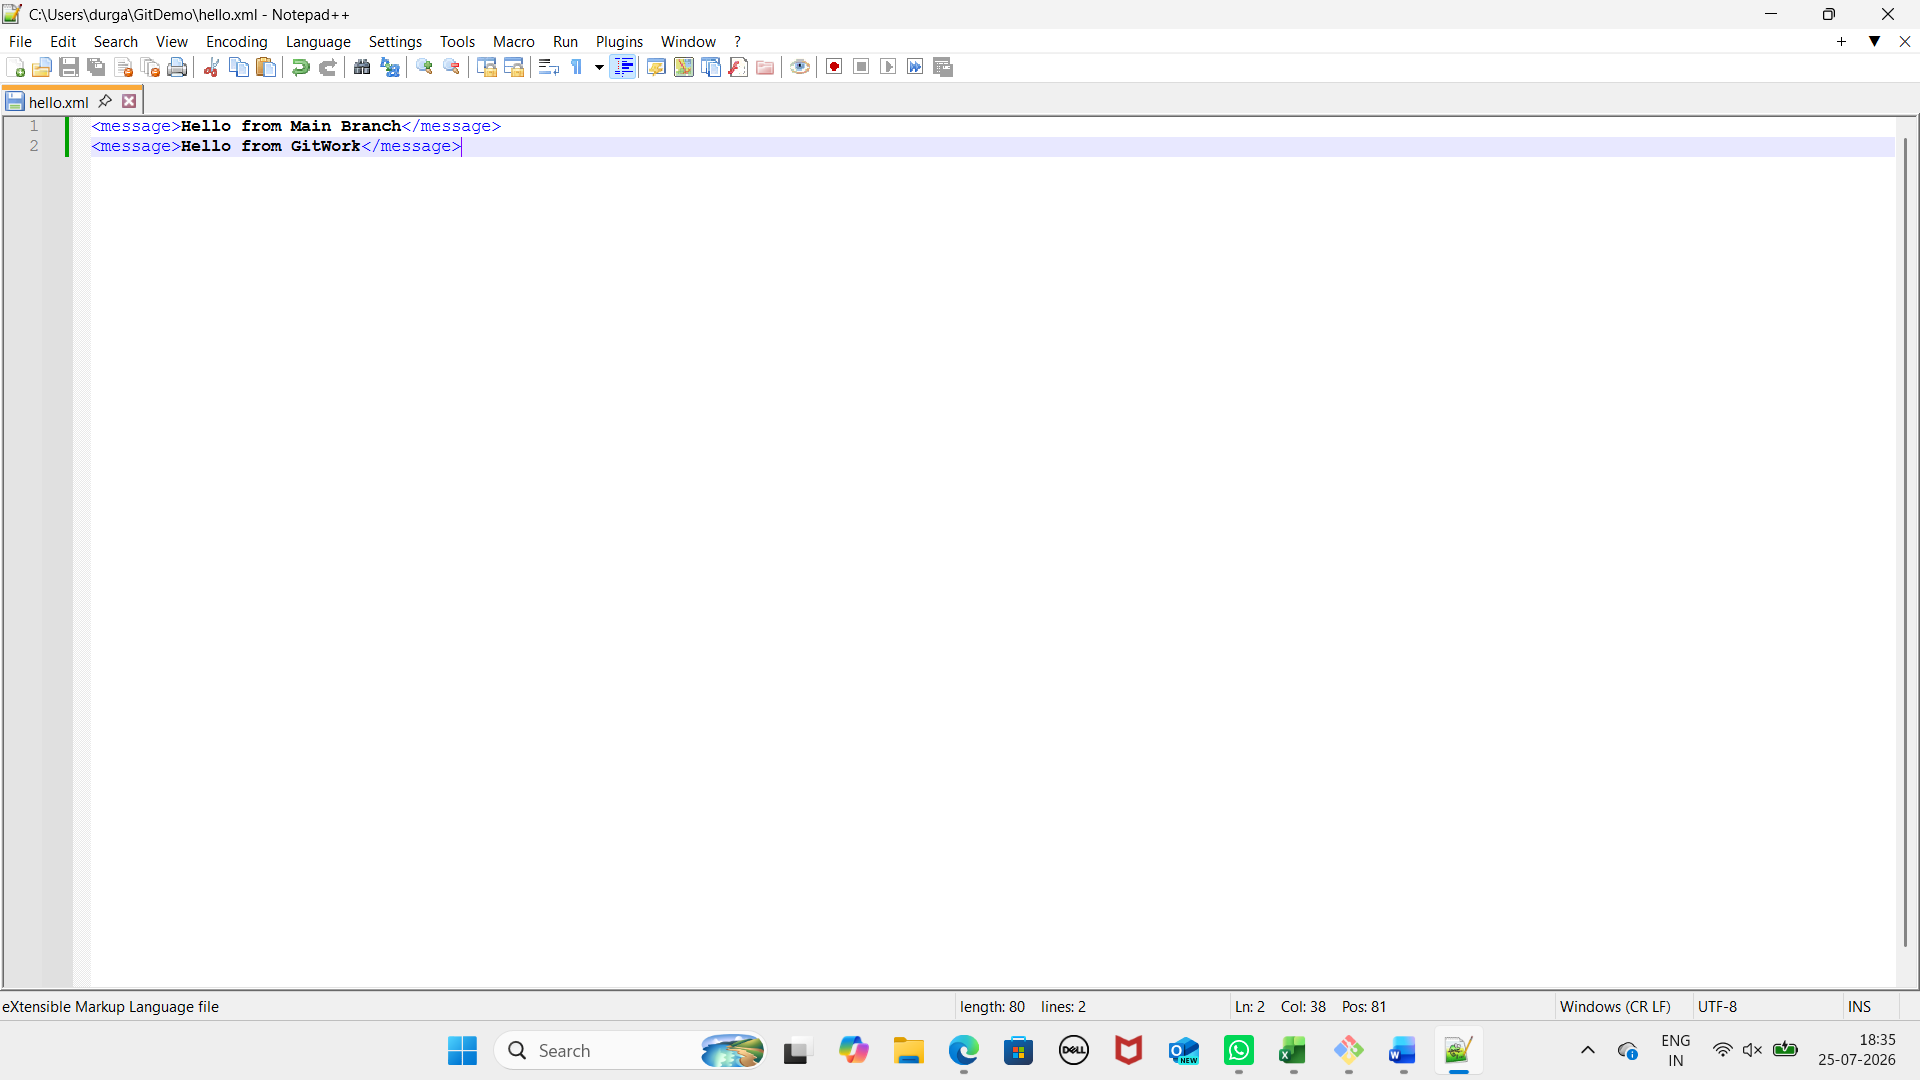 C:\Users\durga\GitDemo\hello.xml - Notepad++
File Edit Search View Encoding Language Settings Tools Macro Run Plugins Window ?
hello.xml
1 <message>Hello from Main Branch</message>
2 <message>Hello from GitWork</message>
eXtensible Markup Language file length: 80 lines: 2 Ln: 2 Col: 38 Pos: 81 Windows (CR LF) UTF-8 INS
Search DELL NEW ENG 18:35
IN 25-07-2026